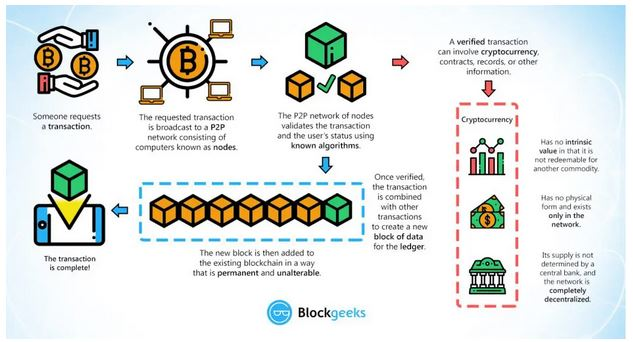 Someone requests
a transaction.
The requested transaction
is broadcast to a P2P
network consisting of
computers known as nodes.
The P2P network of nodes
validates the transaction
and the user's status using
known algorithms.
A verified transaction
can involve cryptocurrency,
contracts, records, or other
information.
Cryptocurrency
Has no intrinsic
value in that it is
not redeemable for
another commodity.
Has no physical
form and exists
only in the
network.
Its supply is not
determined by a
central bank, and
the network is
completely
decentralized.
Once verified,
the transaction
is combined
with other
transactions
to create a new
block of data
for the ledger.
The new block is then added to
the existing blockchain in a way
that is permanent and unalterable.
The transaction
is complete!
Blockgeeks